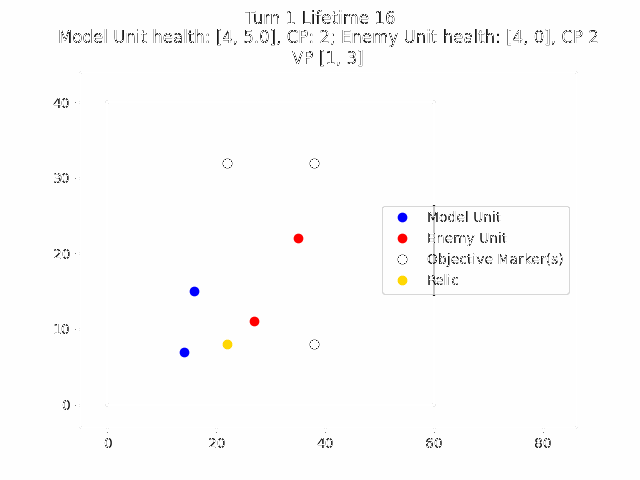 Turn 1 Lifetime 16
Model Unit health: [4, 5.0], CP: 2; Enemy Unit health: [4, 0], CP 2
VP [1, 3]
40
30
20
10
0
Model Unit
Enemy Unit
Objective Marker(s)
Relic
0
20
40
60
80